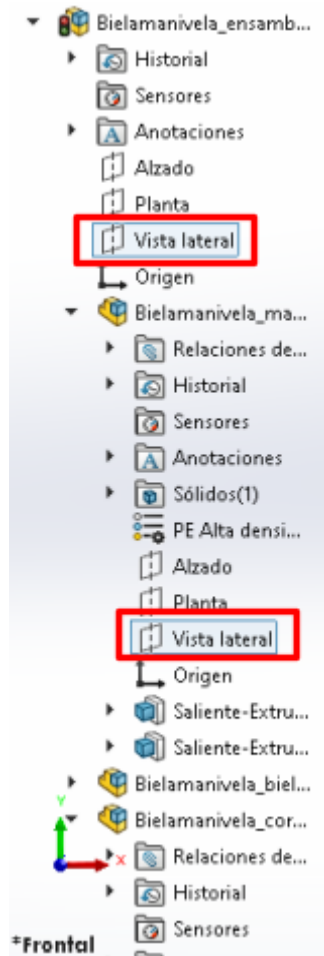 Bielamanivela_ensamb...
Historial
Sensores
Anotaciones
Alzado
Planta
Vista lateral
Origen
Bielamanivela_ma...
Relaciones de...
Historial
Sensores
Anotaciones
Sólidos(1)
PE Alta densi...
Alzado
Planta
Vista lateral
Origen
Saliente-Extru...
Saliente-Extru...
Bielamanivela_biel...
Y
Bielamanivela_cor...
X
Relaciones de...
Historial
Sensores
*Frontal